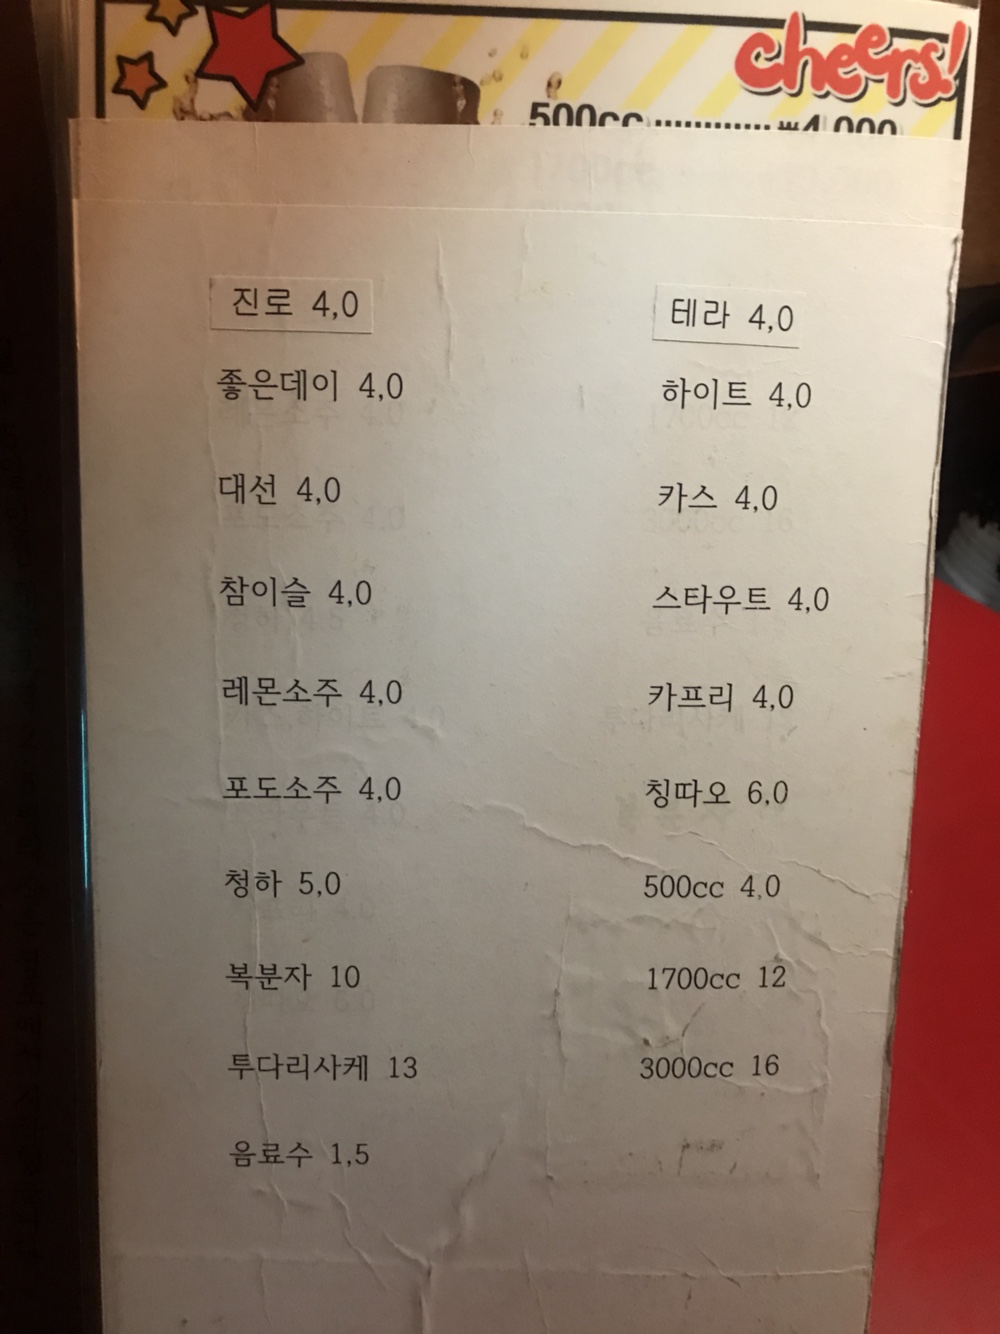 cheers!
500cc ............. ₩4,000
진로 4,0
좋은데이 4,0
대선 4,0
참이슬 4,0
레몬소주 4,0
포도소주 4,0
청하 5,0
복분자 10
투다리사케 13
음료수 1,5
테라 4,0
하이트 4,0
카스 4,0
스타우트 4,0
카프리 4,0
칭따오 6,0
500cc 4,0
1700cc 12
3000cc 16